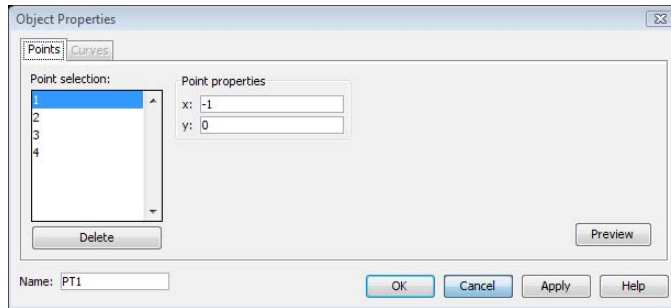 Object Properties
Points Curves
Point selection:
1
2
3
4
Delete
Point properties
x: -1
y: 0
Preview
Name: PT1
OK Cancel Apply Help